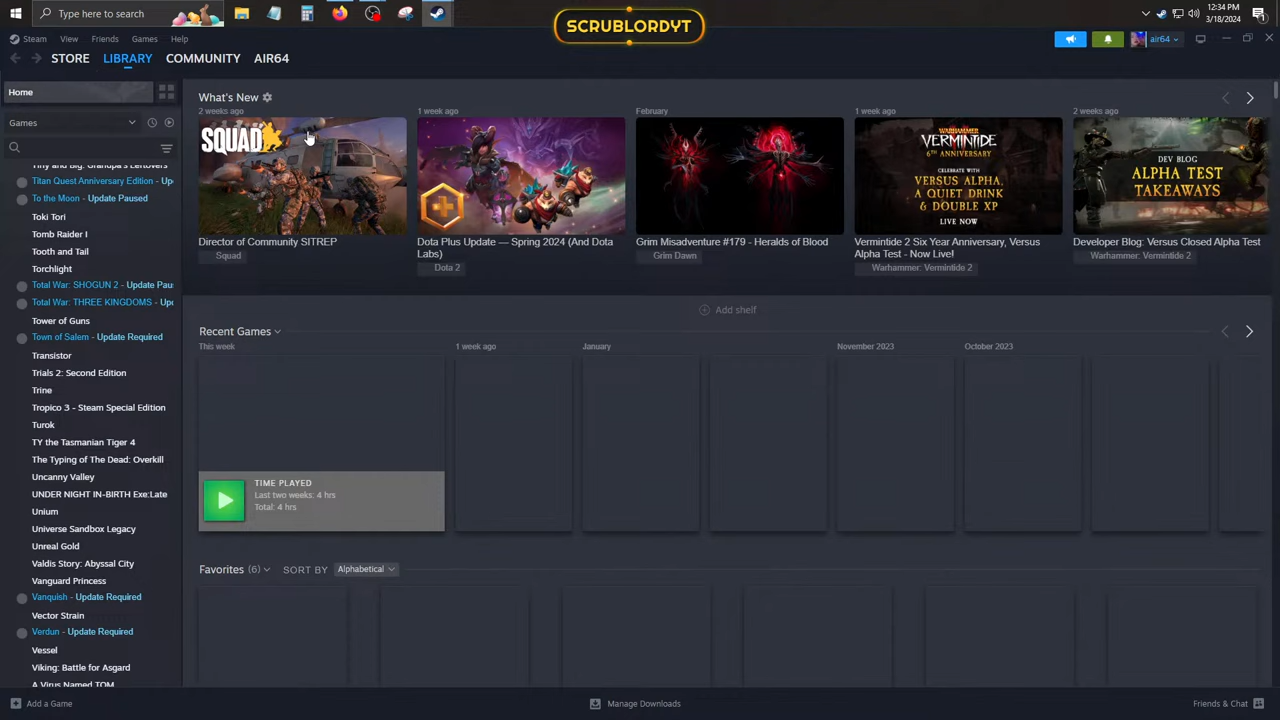 Type here to search
SCRUBLORDYT
12:34 PM
3/18/2024
Steam View Friends Games Help
air64
STORE LIBRARY COMMUNITY AIR64
Home
Games
Tiny and Big: Grandpa's Leftovers
Titan Quest Anniversary Edition - Up
To the Moon - Update Paused
Toki Tori
Tomb Raider I
Tooth and Tail
Torchlight
Total War: SHOGUN 2 - Update Pau
Total War: THREE KINGDOMS - Up
Tower of Guns
Town of Salem - Update Required
Transistor
Trials 2: Second Edition
Trine
Tropico 3 - Steam Special Edition
Turok
TY the Tasmanian Tiger 4
The Typing of The Dead: Overkill
Uncanny Valley
UNDER NIGHT IN-BIRTH Exe:Late
Unium
Universe Sandbox Legacy
Unreal Gold
Valdis Story: Abyssal City
Vanguard Princess
Vanquish - Update Required
Vector Strain
Verdun - Update Required
Vessel
Viking: Battle for Asgard
A Virus Named TOM
What's New
2 weeks ago
SQUAD
Director of Community SITREP
Squad
1 week ago
Dota Plus Update — Spring 2024 (And Dota
Labs)
Dota 2
February
Grim Misadventure #179 - Heralds of Blood
Grim Dawn
1 week ago
WARHAMMER
VERMINTIDE
6TH ANNIVERSARY
CELEBRATE WITH
VERSUS ALPHA,
A QUIET DRINK
& DOUBLE XP
LIVE NOW
Vermintide 2 Six Year Anniversary, Versus
Alpha Test - Now Live!
Warhammer: Vermintide 2
2 weeks ago
DEV BLOG
ALPHA TEST
TAKEAWAYS
Developer Blog: Versus Closed Alpha Test
Warhammer: Vermintide 2
Add shelf
Recent Games
This week
1 week ago
January
November 2023
October 2023
TIME PLAYED
Last two weeks: 4 hrs
Total: 4 hrs
Favorites (6) SORT BY Alphabetical
Add a Game
Manage Downloads
Friends & Chat